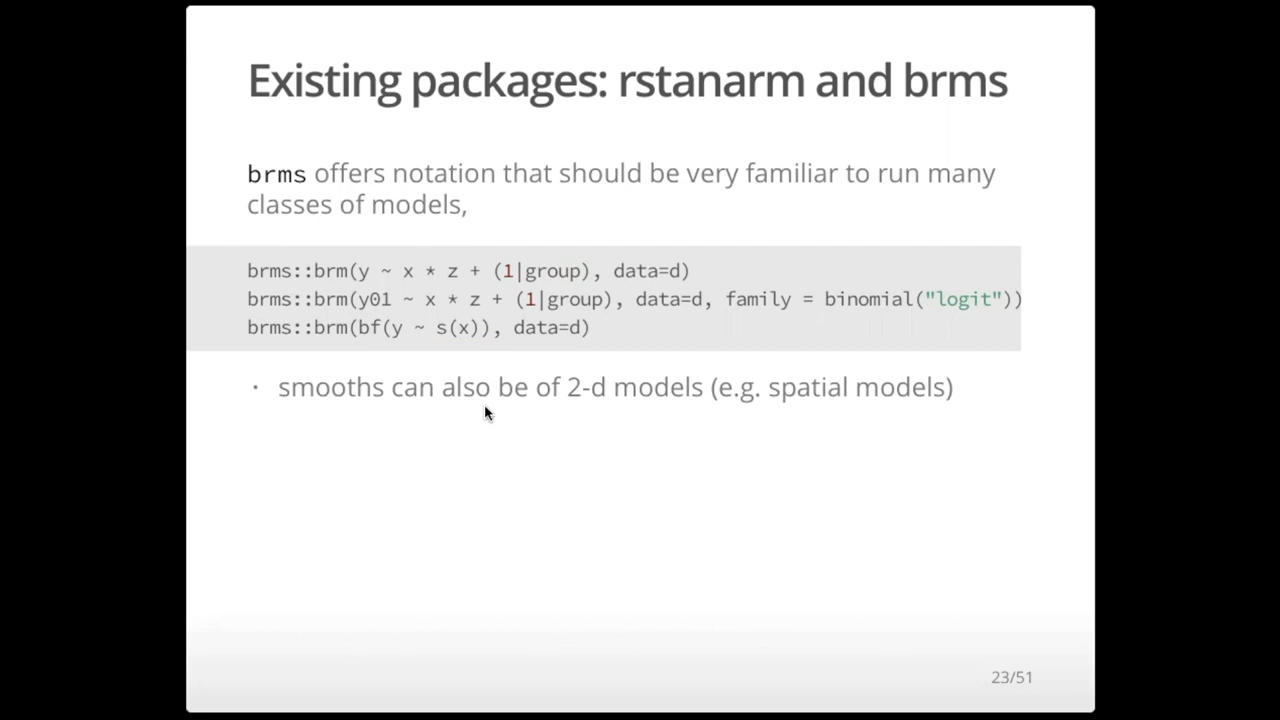 Existing packages: rstanarm and brms
brms offers notation that should be very familiar to run many
classes of models,
brms::brm(y ~ x * z + (1|group), data=d)
brms::brm(y01 ~ x * z + (1|group), data=d, family = binomial("logit"))
brms::brm(bf(y ~ s(x)), data=d)
· smooths can also be of 2-d models (e.g. spatial models)
23/51